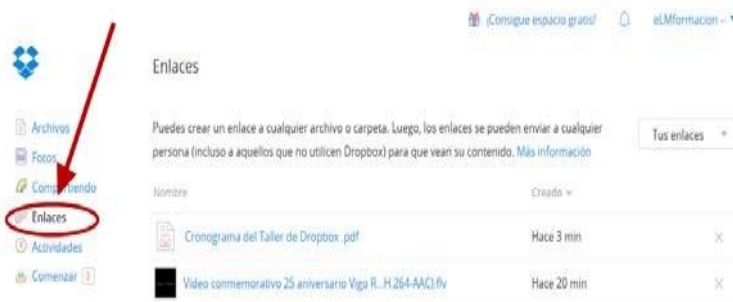 ¡Consigue espacio gratis!
eLMformacion
Enlaces
Archivos
Fotos
Compartiendo
Enlaces
Actividades
Comenzar 3
Puedes crear un enlace a cualquier archivo o carpeta. Luego, los enlaces se pueden enviar a cualquier
persona (incluso a aquellos que no utilicen Dropbox) para que vean su contenido. Más información
Tus enlaces
Nombre
Creado
Cronograma del Taller de Dropbox .pdf
Hace 3 min
Video conmemorativo 25 aniversario Vigo R...H.264-AAC).flv
Hace 20 min